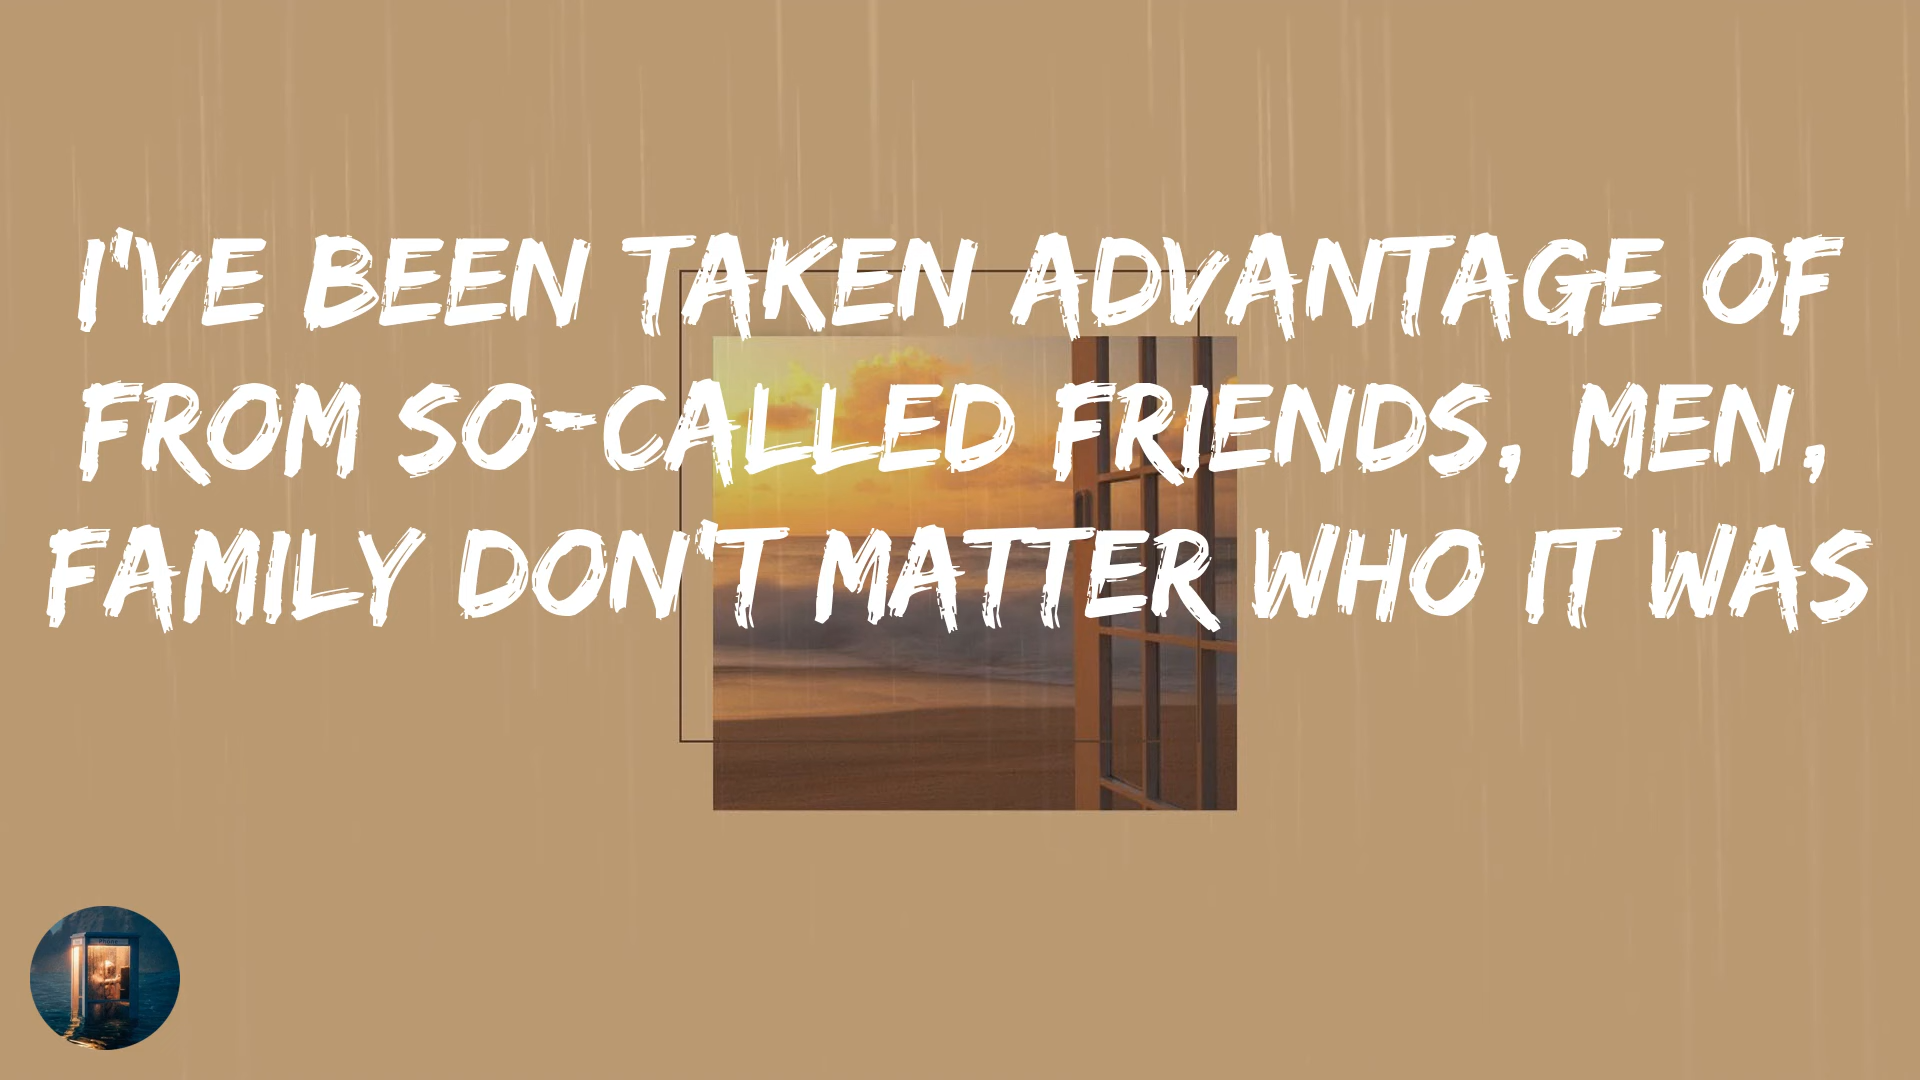 I'VE BEEN TAKEN ADVANTAGE OF
FROM SO-CALLED FRIENDS, MEN,
FAMILY DON'T MATTER WHO IT WAS